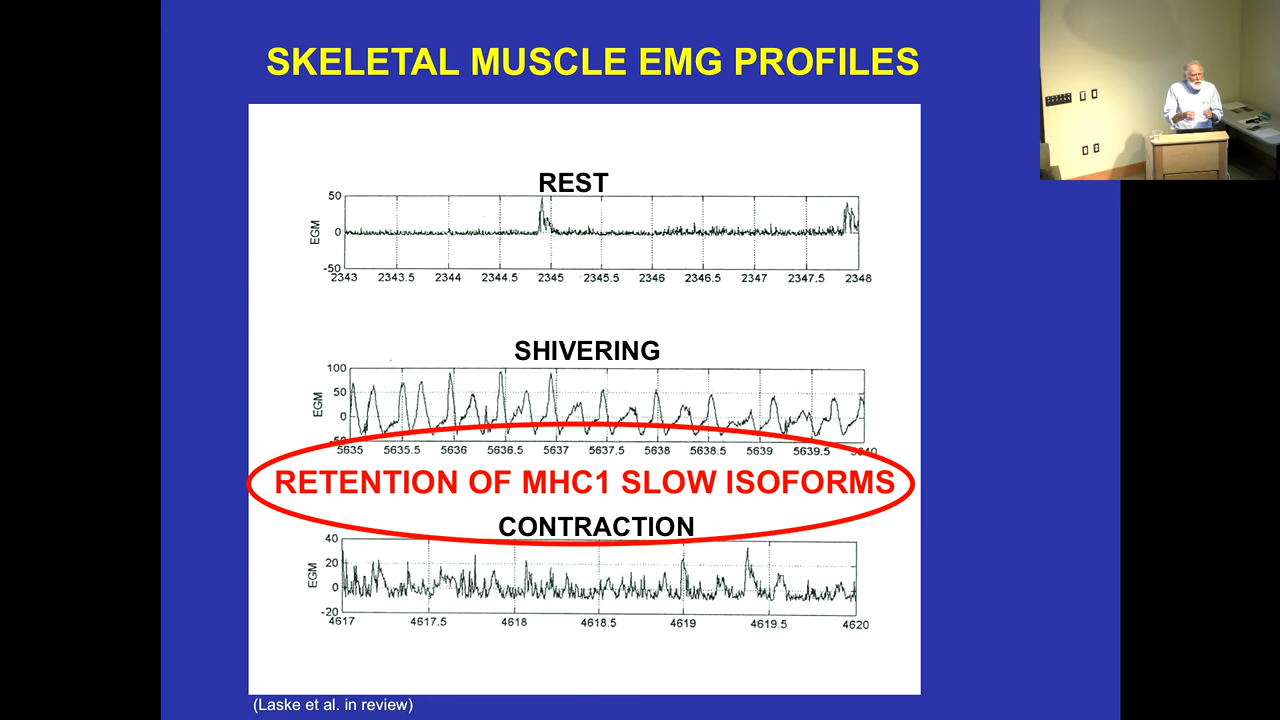 SKELETAL MUSCLE EMG PROFILES
REST
50
EGM
0
-50
2343 2343.5 2344 2344.5 2345 2345.5 2346 2346.5 2347 2347.5 2348
SHIVERING
100
50
EGM
0
-50
5635 5635.5 5636 5636.5 5637 5637.5 5638 5638.5 5639 5639.5 5640
RETENTION OF MHC1 SLOW ISOFORMS
CONTRACTION
40
20
EGM
0
-20
4617 4617.5 4618 4618.5 4619 4619.5 4620
(Laske et al. in review)